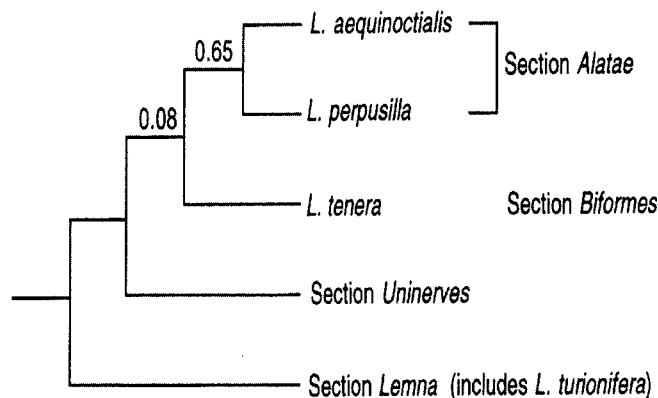 L. aequinoctialis
0.65
Section Alatae
L. perpusilla
0.08
L. tenera
Section Biformes
Section Uninerves
Section Lemna (includes L. turionifera)